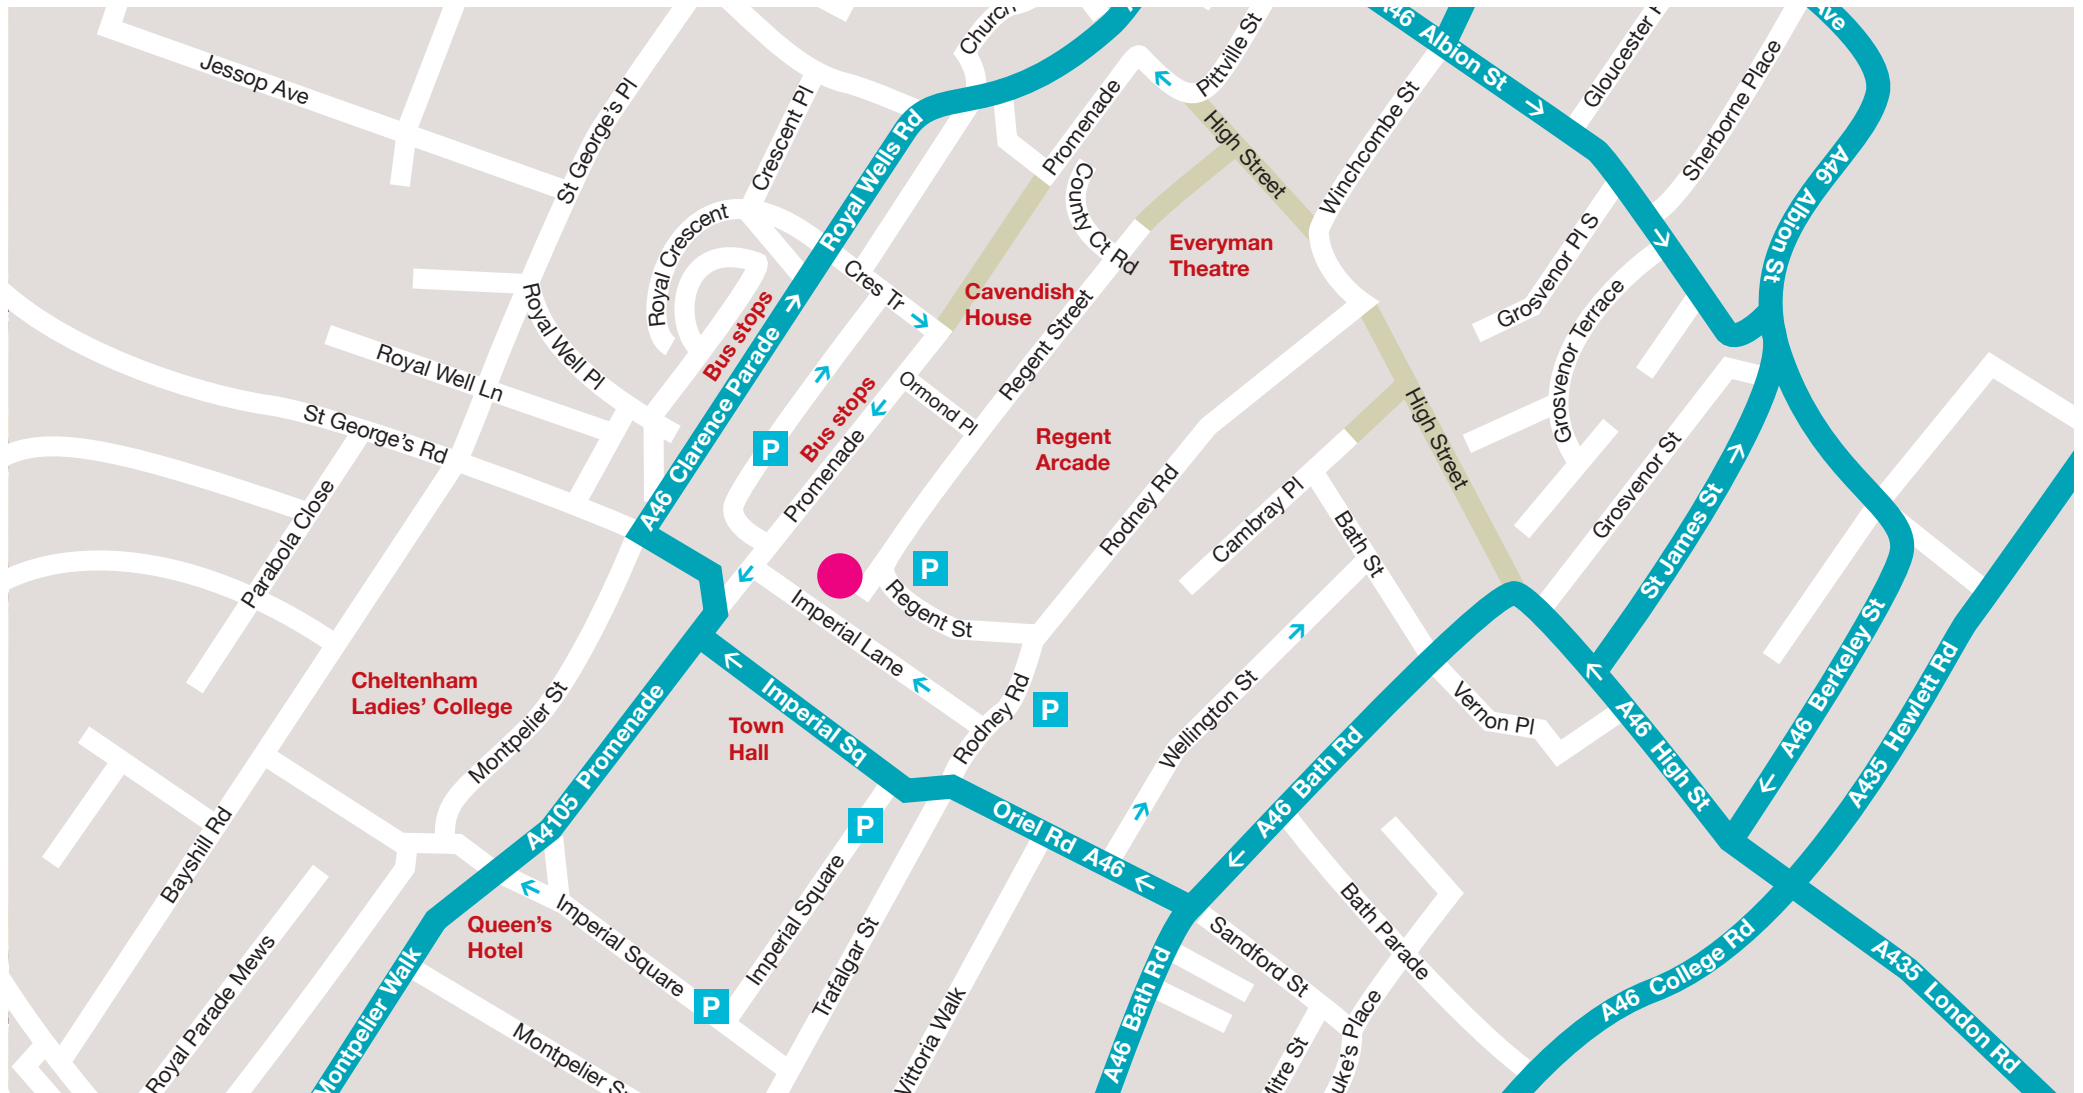 Jessop Ave
St George's Pl
Crescent Pl
Church
Promenade
Pittville St
A46 Albion St
Gloucester P
Sherborne Place
Ave
High Street
Winchcombe St
County Ct Rd
Royal Wells Rd
Royal Crescent
Cres Tr
Everyman
Theatre
Cavendish
House
Regent Street
Grosvenor Pl S
A46 Albion St
Grosvenor Terrace
Royal Well Pl
Royal Well Ln
Bus stops
A46 Clarence Parade
St George's Rd
Bus stops
Promenade
P
Ormond Pl
Regent
Arcade
High Street
Rodney Rd
Cambray Pl
Bath St
Grosvenor St
St James St
Parabola Close
P
Regent St
Imperial Lane
Cheltenham
Ladies' College
Montpelier St
Town
Hall
Imperial Sq
Rodney Rd
P
Wellington St
Vernon Pl
A46 Bath Rd
A46 High St
A46 Berkeley St
A435 Hewlett Rd
A4105 Promenade
Bayshill Rd
P
Oriel Rd A46
Queen's
Hotel
Imperial Square
Imperial Square
P
Trafalgar St
Vittoria Walk
A46 Bath Rd
Sandford St
Bath Parade
A46 College Rd
A435 London Rd
Royal Parade Mews
Montpelier Walk
Montpelier S
Mitre St
uke's Place